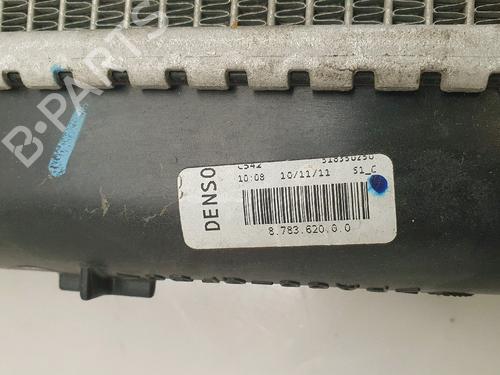 B-PARTS
DENSO
C542 518350250
10:08 10/11/11 S1_C
8.783.620.0.0